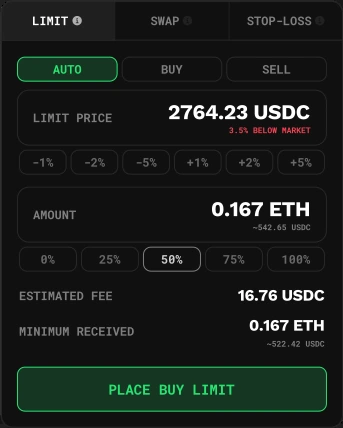 LIMIT SWAP STOP-LOSS
AUTO BUY SELL
LIMIT PRICE 2764.23 USDC
3.5% BELOW MARKET
-1% -2% -5% +1% +2% +5%
AMOUNT 0.167 ETH
~542.65 USDC
0% 25% 50% 75% 100%
ESTIMATED FEE 16.76 USDC
MINIMUM RECEIVED 0.167 ETH
~522.42 USDC
PLACE BUY LIMIT